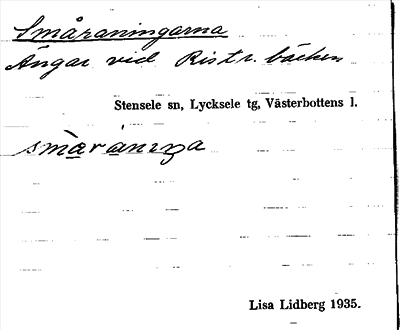 Småraningarna
Ängar vid Ristr. bäcken
Stensele sn, Lycksele tg, Västerbottens l.
Lisa Lidberg 1935.